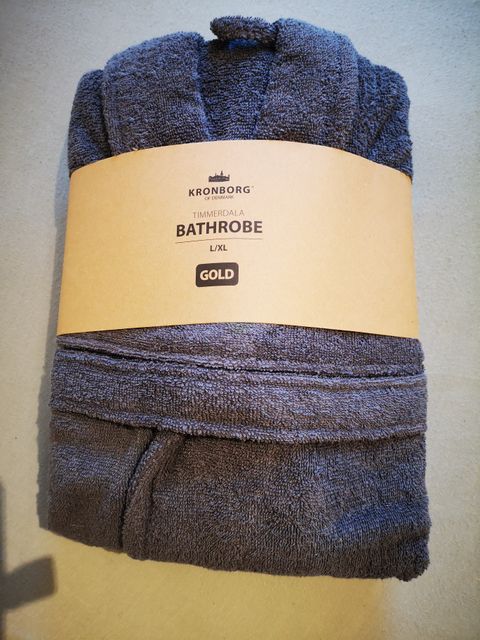 KRONBORG
OF DENMARK
TIMMERDALA
BATHROBE
L/XL
GOLD